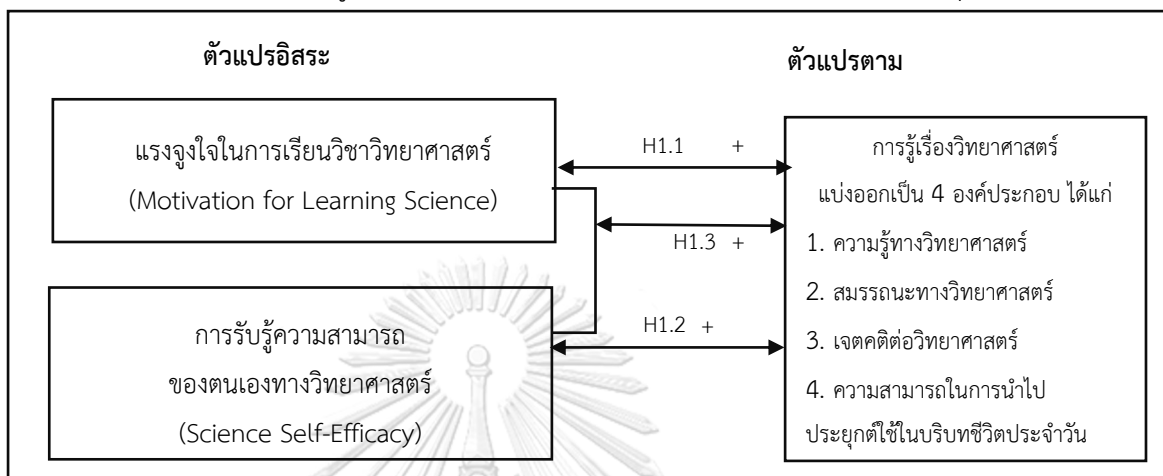 ตัวแปรอิสระ
ตัวแปรตาม
แรงจูงใจในการเรียนวิชาวิทยาศาสตร์
(Motivation for Learning Science)
การรับรู้ความสามารถ
ของตนเองทางวิทยาศาสตร์
(Science Self-Efficacy)
H1.1 +
H1.3 +
H1.2 +
การรู้เรื่องวิทยาศาสตร์
แบ่งออกเป็น 4 องค์ประกอบ ได้แก่
1. ความรู้ทางวิทยาศาสตร์
2. สมรรถนะทางวิทยาศาสตร์
3. เจตคติต่อวิทยาศาสตร์
4. ความสามารถในการนำไป
ประยุกต์ใช้ในบริบทชีวิตประจำวัน